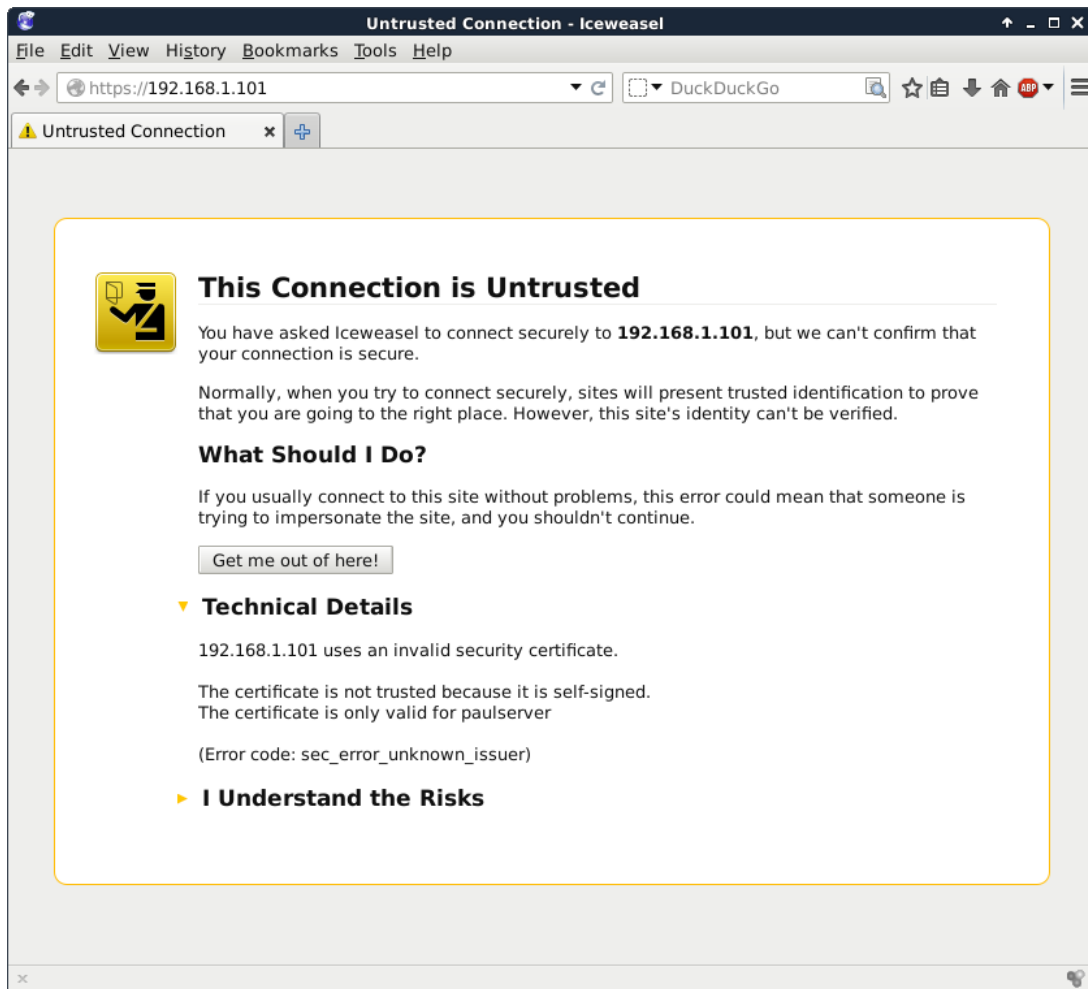 Untrusted Connection - Iceweasel
File Edit View History Bookmarks Tools Help
https://192.168.1.101
DuckDuckGo
ABP
Untrusted Connection
This Connection is Untrusted
You have asked Iceweasel to connect securely to 192.168.1.101, but we can't confirm that
your connection is secure.
Normally, when you try to connect securely, sites will present trusted identification to prove
that you are going to the right place. However, this site's identity can't be verified.
What Should I Do?
If you usually connect to this site without problems, this error could mean that someone is
trying to impersonate the site, and you shouldn't continue.
Get me out of here!
Technical Details
192.168.1.101 uses an invalid security certificate.
The certificate is not trusted because it is self-signed.
The certificate is only valid for paulserver
(Error code: sec_error_unknown_issuer)
I Understand the Risks